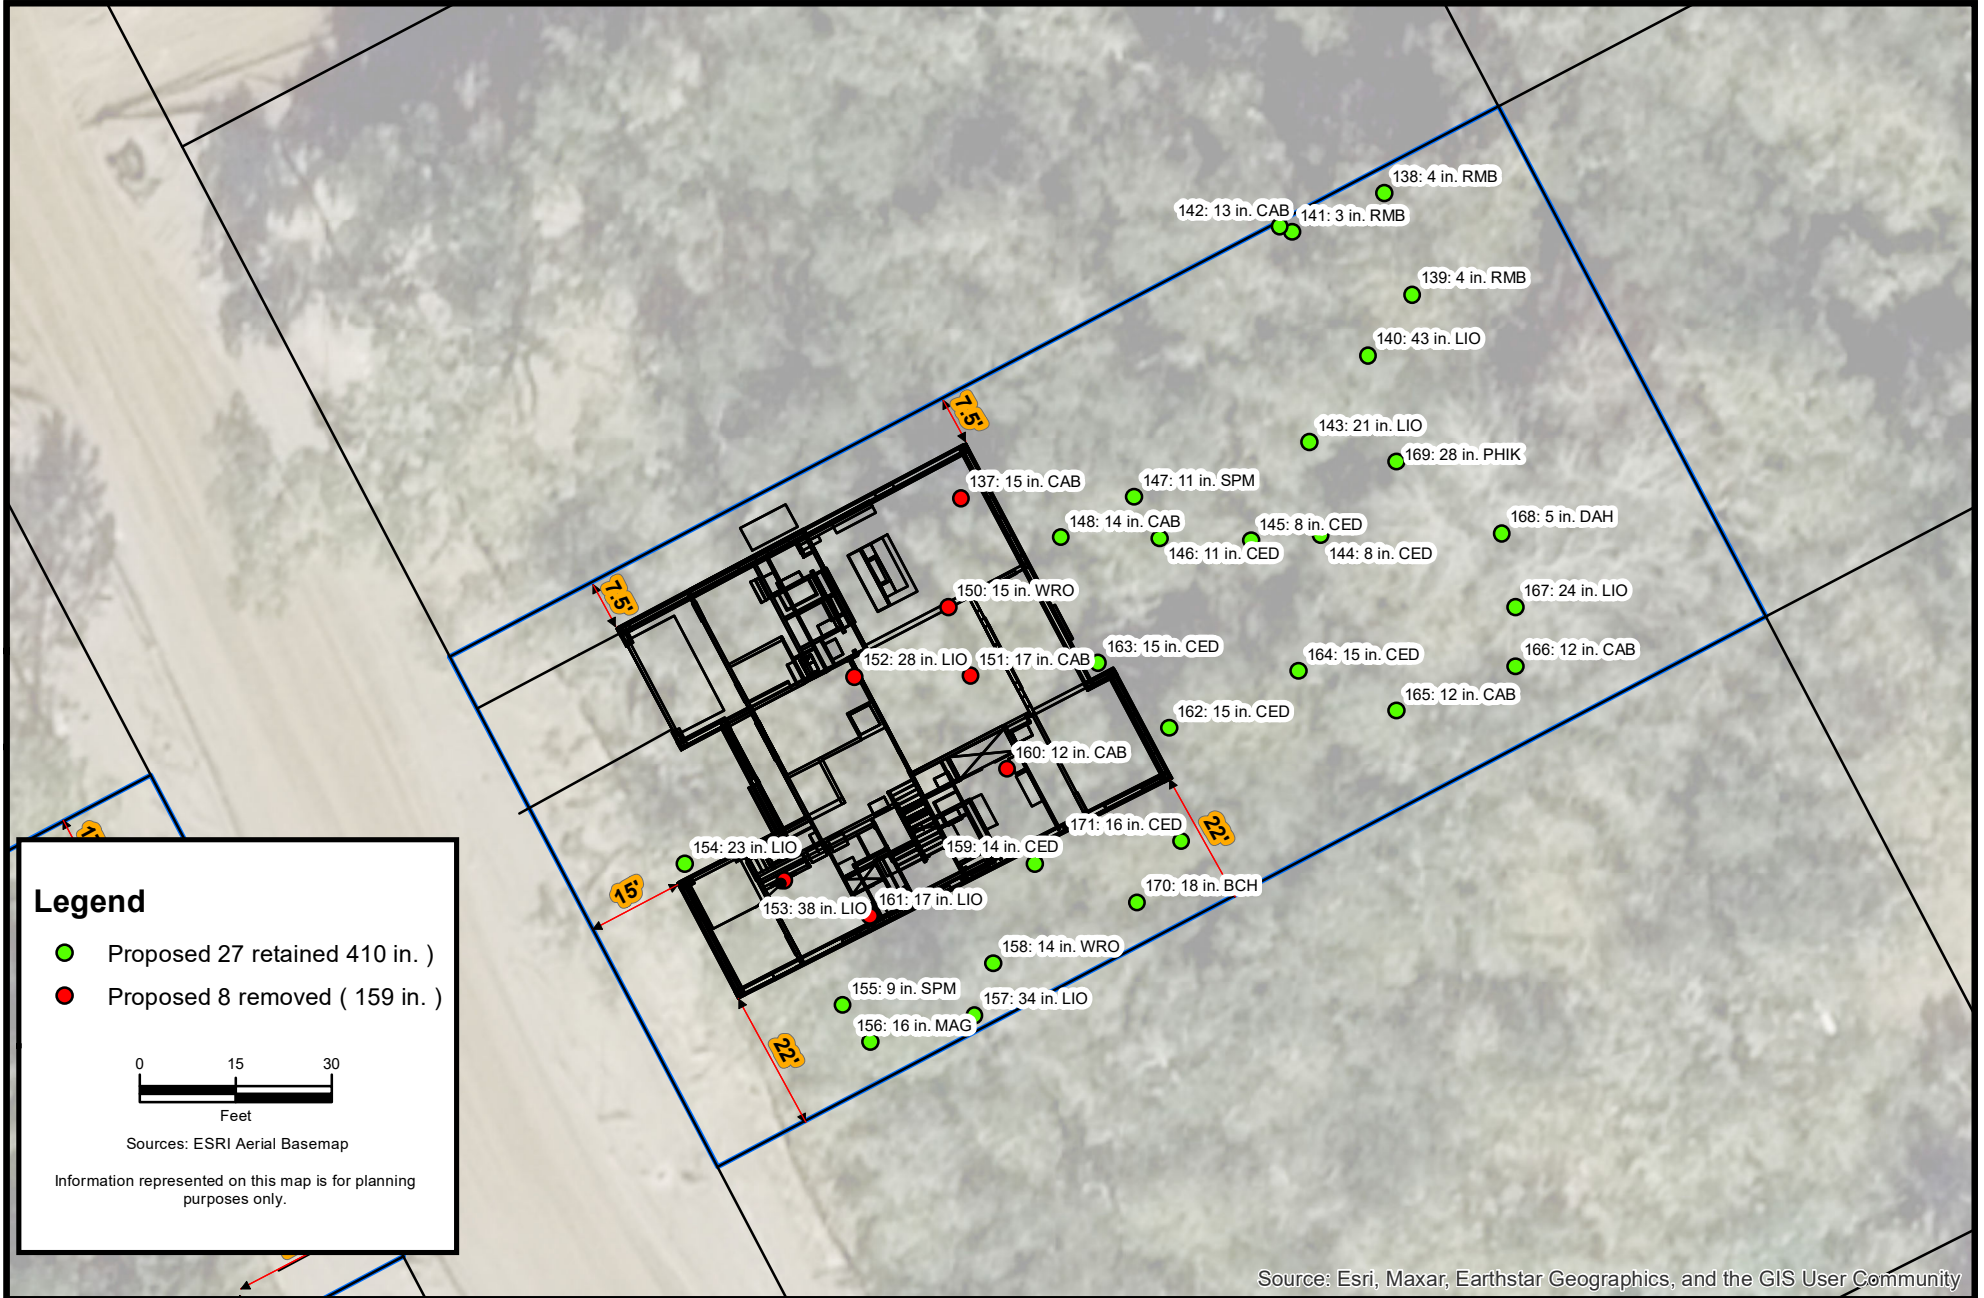 138: 4 in. RMB
142: 13 in. CAB
141: 3 in. RMB
139: 4 in. RMB
140: 43 in. LIO
7.5'
143: 21 in. LIO
169: 28 in. PHIK
137: 15 in. CAB
147: 11 in. SPM
148: 14 in. CAB
145: 8 in. CED
168: 5 in. DAH
146: 11 in. CED
144: 8 in. CED
7.5'
150: 15 in. WRO
167: 24 in. LIO
163: 15 in. CED
152: 28 in. LIO
151: 17 in. CAB
164: 15 in. CED
166: 12 in. CAB
165: 12 in. CAB
162: 15 in. CED
160: 12 in. CAB
171: 16 in. CED
22'
154: 23 in. LIO
159: 14 in. CED
15'
170: 18 in. BCH
153: 38 in. LIO
161: 17 in. LIO
158: 14 in. WRO
155: 9 in. SPM
157: 34 in. LIO
156: 16 in. MAG
22'
Legend
Proposed 27 retained 410 in. )
Proposed 8 removed ( 159 in. )
0 15 30
Feet
Sources: ESRI Aerial Basemap
Information represented on this map is for planning
purposes only.
Source: Esri, Maxar, Earthstar Geographics, and the GIS User Community